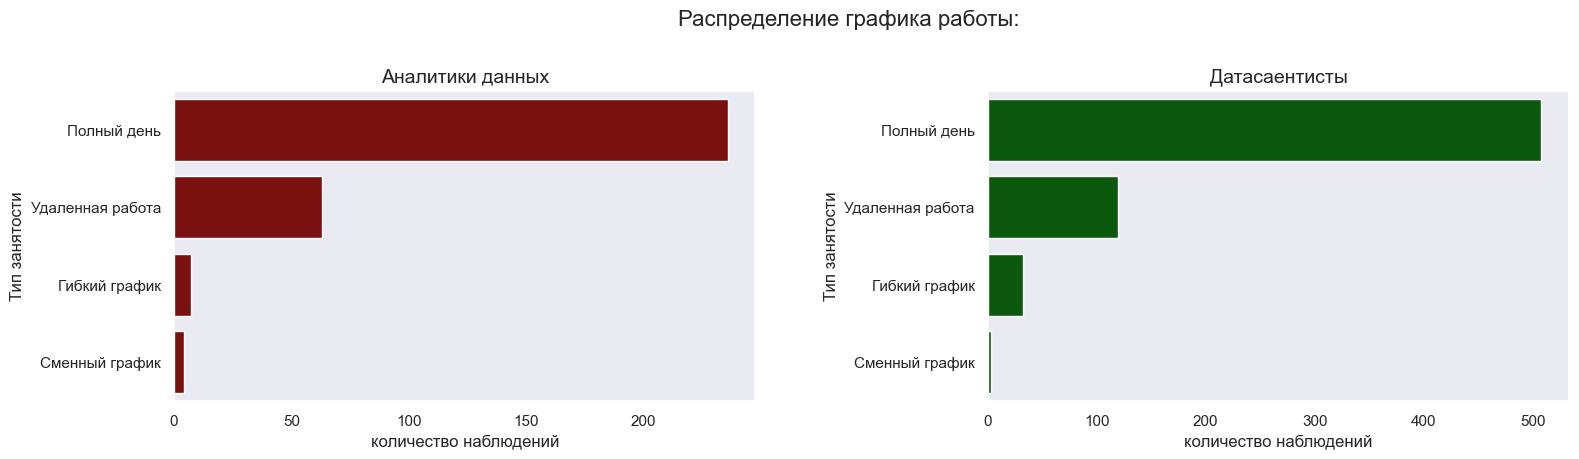 Распределение графика работы:
Аналитики данных
Тип занятости
Полный день
Удаленная работа
Гибкий график
Сменный график
0 50 100 150 200
количество наблюдений
Датасаентисты
Тип занятости
Полный день
Удаленная работа
Гибкий график
Сменный график
0 100 200 300 400 500
количество наблюдений